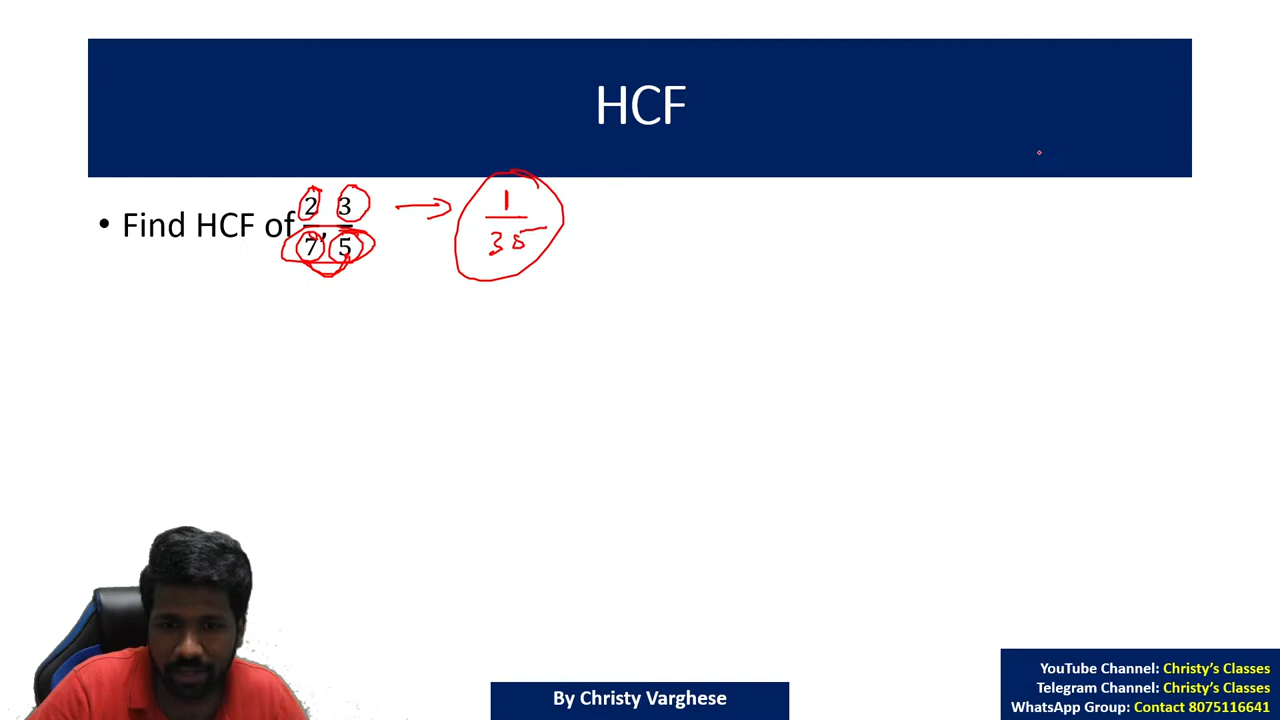 HCF
• Find HCF of 2/7, 3/5 → 1/35
By Christy Varghese
YouTube Channel: Christy's Classes
Telegram Channel: Christy's Classes
WhatsApp Group: Contact 8075116641